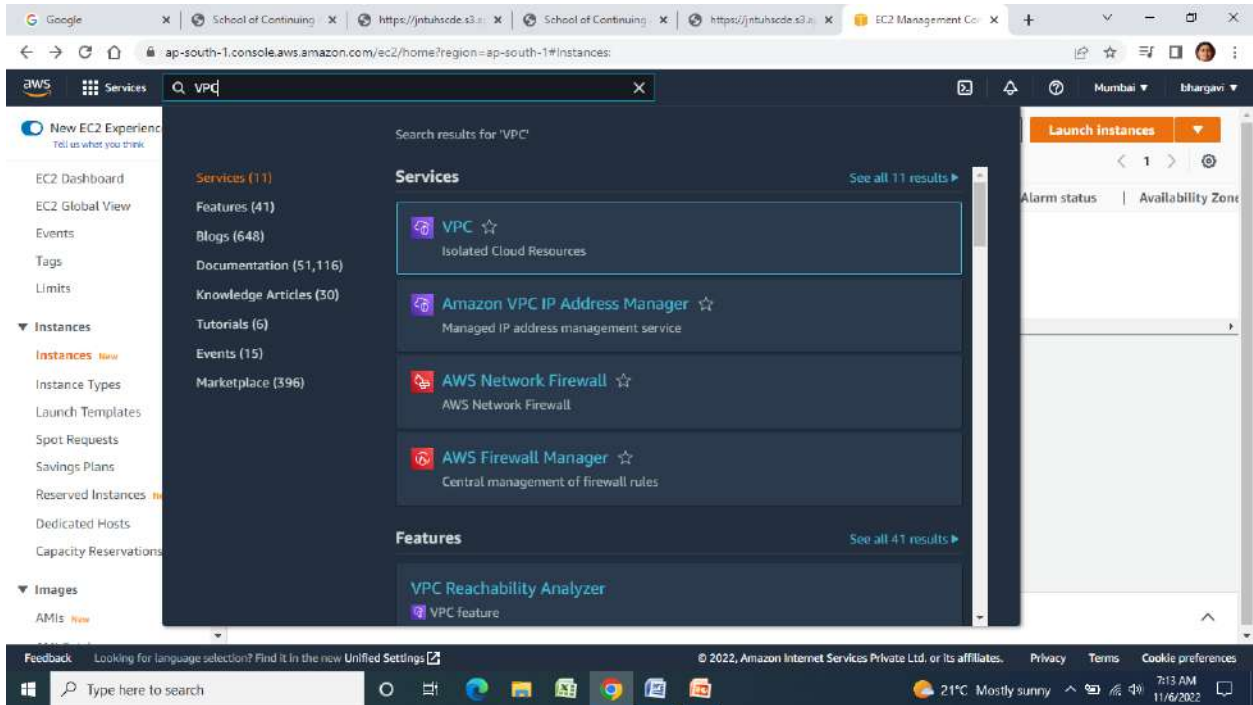 Google
School of Continuing
https://jntuhscde.s3.
School of Continuing
https://jntuhscde.s3.
EC2 Management Co
ap-south-1.console.aws.amazon.com/ec2/home?region=ap-south-1#Instances:
aws
Services
VPC
Mumbai
bhargavi
New EC2 Experienc
Tell us what you think
EC2 Dashboard
EC2 Global View
Events
Tags
Limits
Instances
Instances New
Instance Types
Launch Templates
Spot Requests
Savings Plans
Reserved Instances
Dedicated Hosts
Capacity Reservations
Images
AMIs New
Search results for 'VPC'
Services (11)
Features (41)
Blogs (648)
Documentation (51,116)
Knowledge Articles (30)
Tutorials (6)
Events (15)
Marketplace (396)
Services
See all 11 results
VPC
Isolated Cloud Resources
Amazon VPC IP Address Manager
Managed IP address management service
AWS Network Firewall
AWS Network Firewall
AWS Firewall Manager
Central management of firewall rules
Features
See all 41 results
VPC Reachability Analyzer
VPC feature
Launch instances
1
Alarm status
Availability Zone
Feedback
Looking for language selection? Find it in the new Unified Settings
© 2022, Amazon Internet Services Private Ltd. or its affiliates.
Privacy
Terms
Cookie preferences
Type here to search
21°C Mostly sunny
7:13 AM
11/6/2022